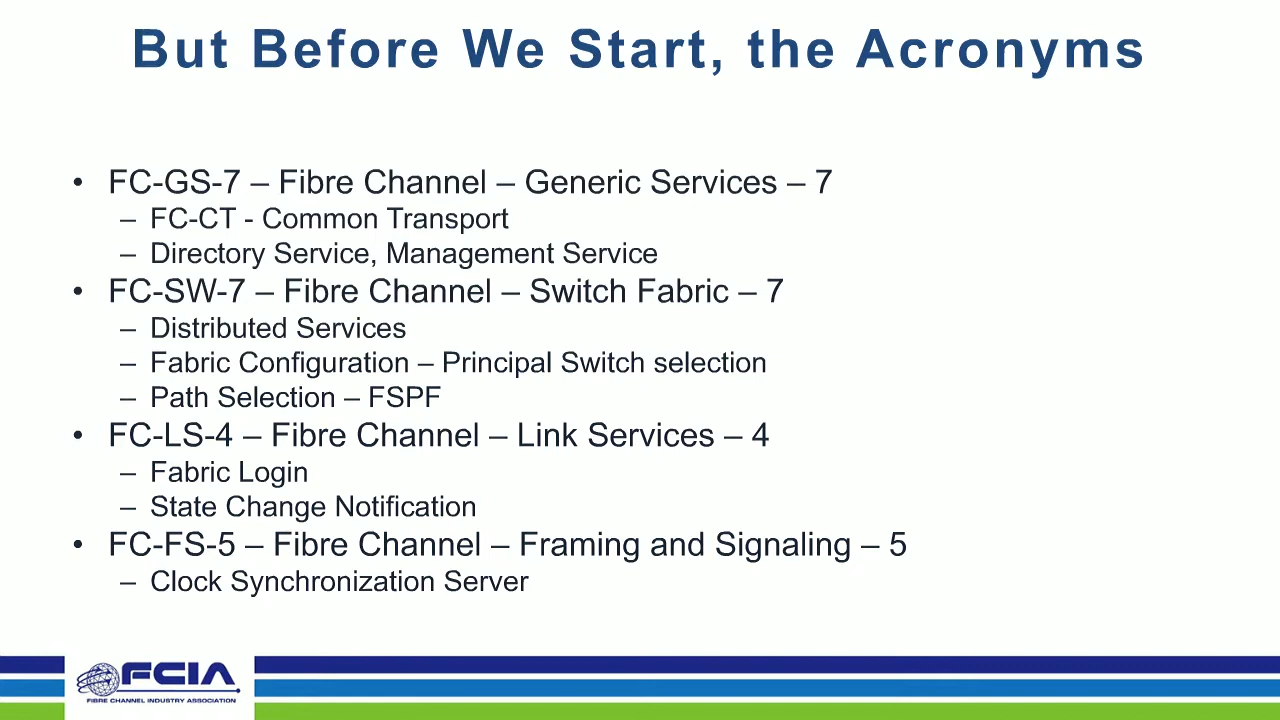 But Before We Start, the Acronyms
• FC-GS-7 – Fibre Channel – Generic Services – 7
– FC-CT - Common Transport
– Directory Service, Management Service
• FC-SW-7 – Fibre Channel – Switch Fabric – 7
– Distributed Services
– Fabric Configuration – Principal Switch selection
– Path Selection – FSPF
• FC-LS-4 – Fibre Channel – Link Services – 4
– Fabric Login
– State Change Notification
• FC-FS-5 – Fibre Channel – Framing and Signaling – 5
– Clock Synchronization Server
FCIA
FIBRE CHANNEL INDUSTRY ASSOCIATION